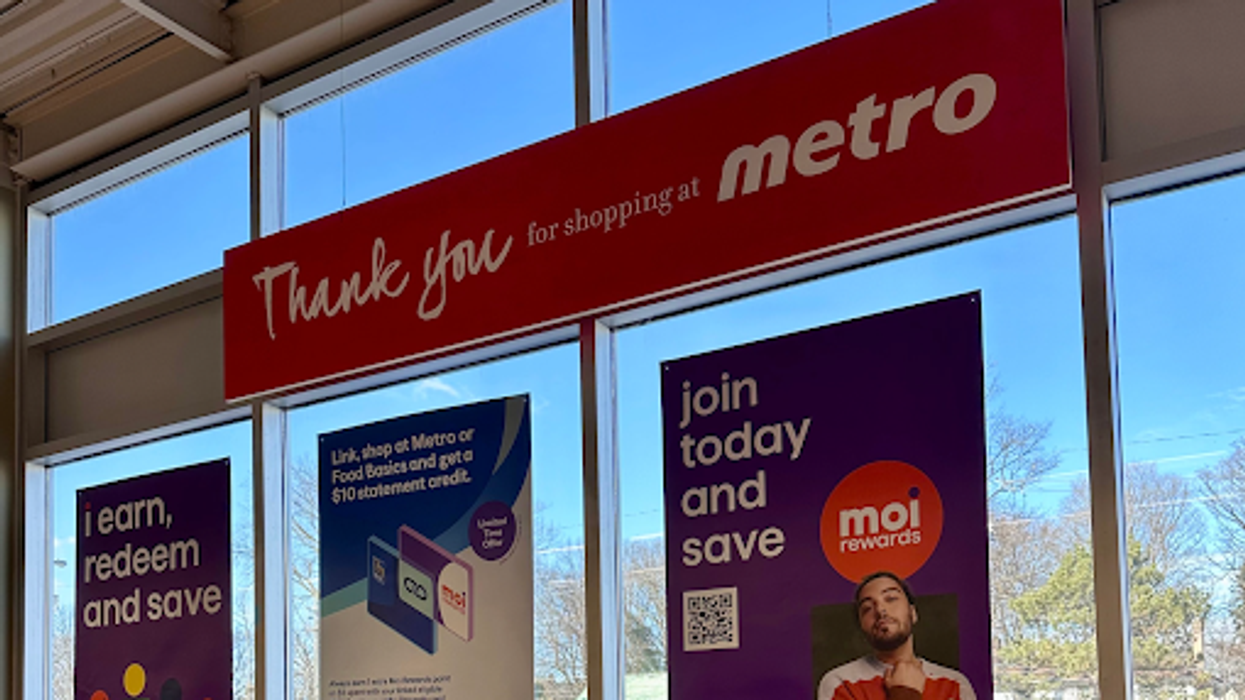 Thank you for shopping at metro
i earn,
redeem
and save
Link, shop at Metro or
Food Basics and get a
$10 statement credit.
Limited
Time
Offer
moi
join
today
and
save
moi
rewards